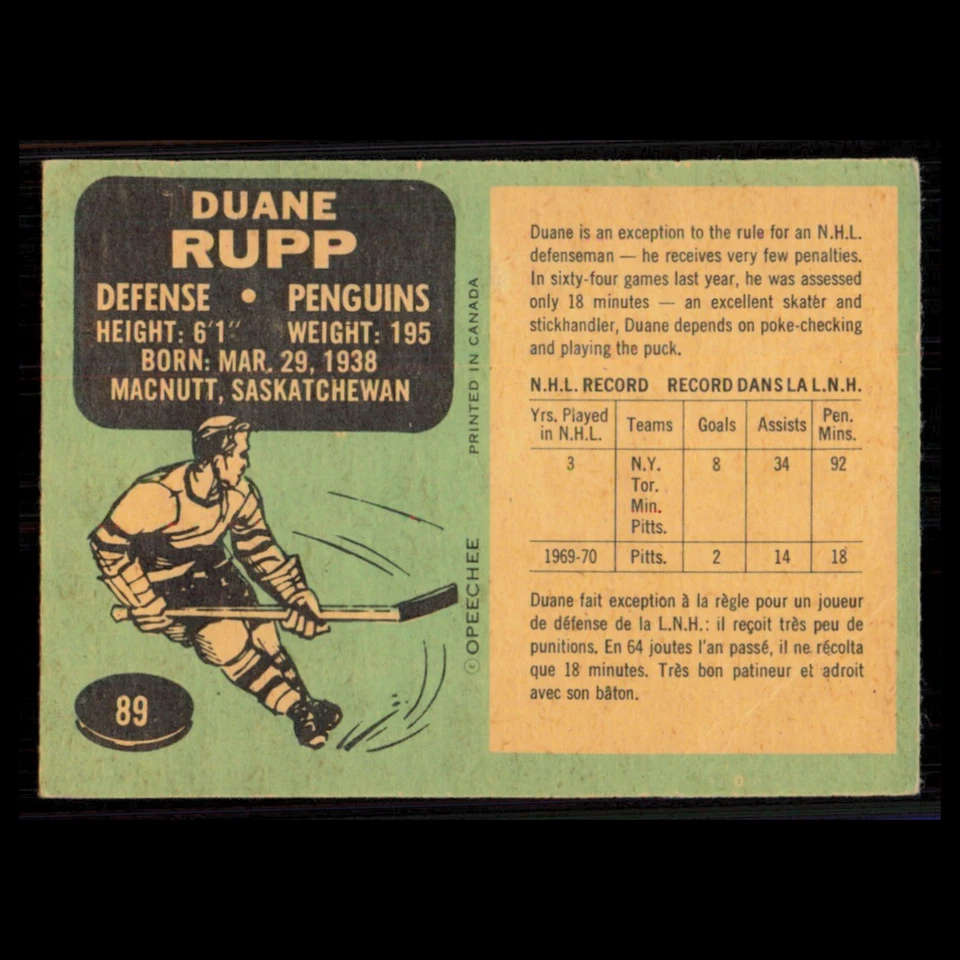 DUANE
RUPP
DEFENSE • PENGUINS
HEIGHT: 6'1" WEIGHT: 195
BORN: MAR. 29, 1938
MACNUTT, SASKATCHEWAN
89
©OPEECHEE PRINTED IN CANADA
Duane is an exception to the rule for an N.H.L.
defenseman — he receives very few penalties.
In sixty-four games last year, he was assessed
only 18 minutes — an excellent skater and
stickhandler, Duane depends on poke-checking
and playing the puck.
N.H.L. RECORD RECORD DANS LA L.N.H.
Yrs. Played in N.H.L. Teams Goals Assists Pen. Mins.
3 N.Y. 8 34 92
Tor.
Min.
Pitts.
1969-70 Pitts. 2 14 18
Duane fait exception à la règle pour un joueur
de défense de la L.N.H.: il reçoit très peu de
punitions. En 64 joutes l'an passé, il ne récolta
que 18 minutes. Très bon patineur et adroit
avec son bâton.